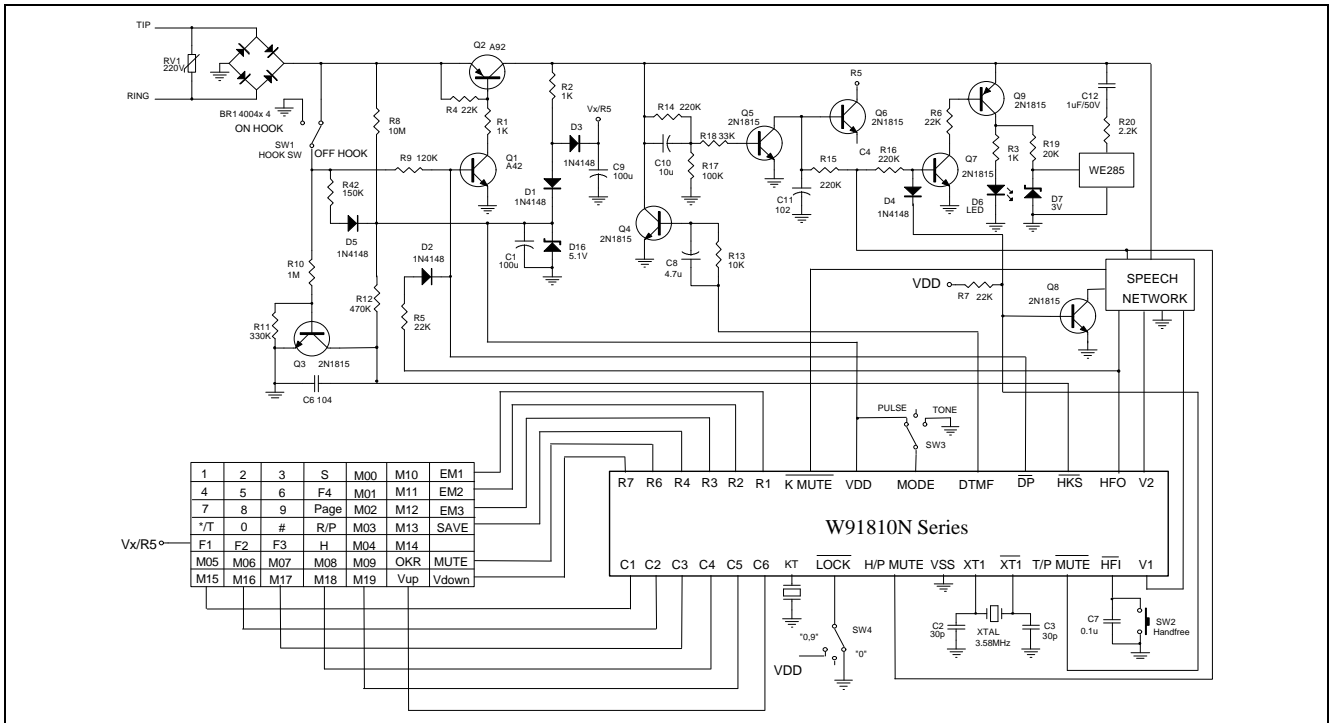 TIP
RV1
220V
RING
BR1 4004x 4
ON HOOK
SW1
HOOK SW
OFF HOOK
R8
10M
R42
150K
D5
1N4148
R10
1M
R11
330K
Q3
2N1815
C6 104
R12
470K
R9 120K
D2
1N4148
R5
22K
Q2
A92
R4 22K
R1
1K
Q1
A42
R2
1K
D3
1N4148
Vx/R5
C9
100u
D1
1N4148
C1
100u
D16
5.1V
R14 220K
C10
10u
R18 33K
R17
100K
Q4
2N1815
C8
4.7u
R13
10K
Q5
2N1815
R5
Q6
2N1815
C4
R15
220K
C11
102
R16
220K
D4
1N4148
R6
22K
Q7
2N1815
Q9
2N1815
R3
1K
D6
LED
R19
20K
D7
3V
C12
1uF/50V
R20
2.2K
WE285
VDD
R7 22K
Q8
2N1815
SPEECH
NETWORK
PULSE
TONE
SW3
1 2 3 S M00 M10 EM1
4 5 6 F4 M01 M11 EM2
7 8 9 Page M02 M12 EM3
*/T 0 # R/P M03 M13 SAVE
F1 F2 F3 H M04 M14
M05 M06 M07 M08 M09 OKR MUTE
M15 M16 M17 M18 M19 Vup Vdown
Vx/R5
R7 R6 R4 R3 R2 R1 K MUTE VDD MODE DTMF DP HKS HFO V2
W91810N Series
C1 C2 C3 C4 C5 C6 KT LOCK H/P MUTE VSS XT1 XT1 T/P MUTE HFI V1
"0,9"
SW4
"0"
VDD
C2
30p
XTAL
3.58MHz
C3
30p
C7
0.1u
SW2
Handfree